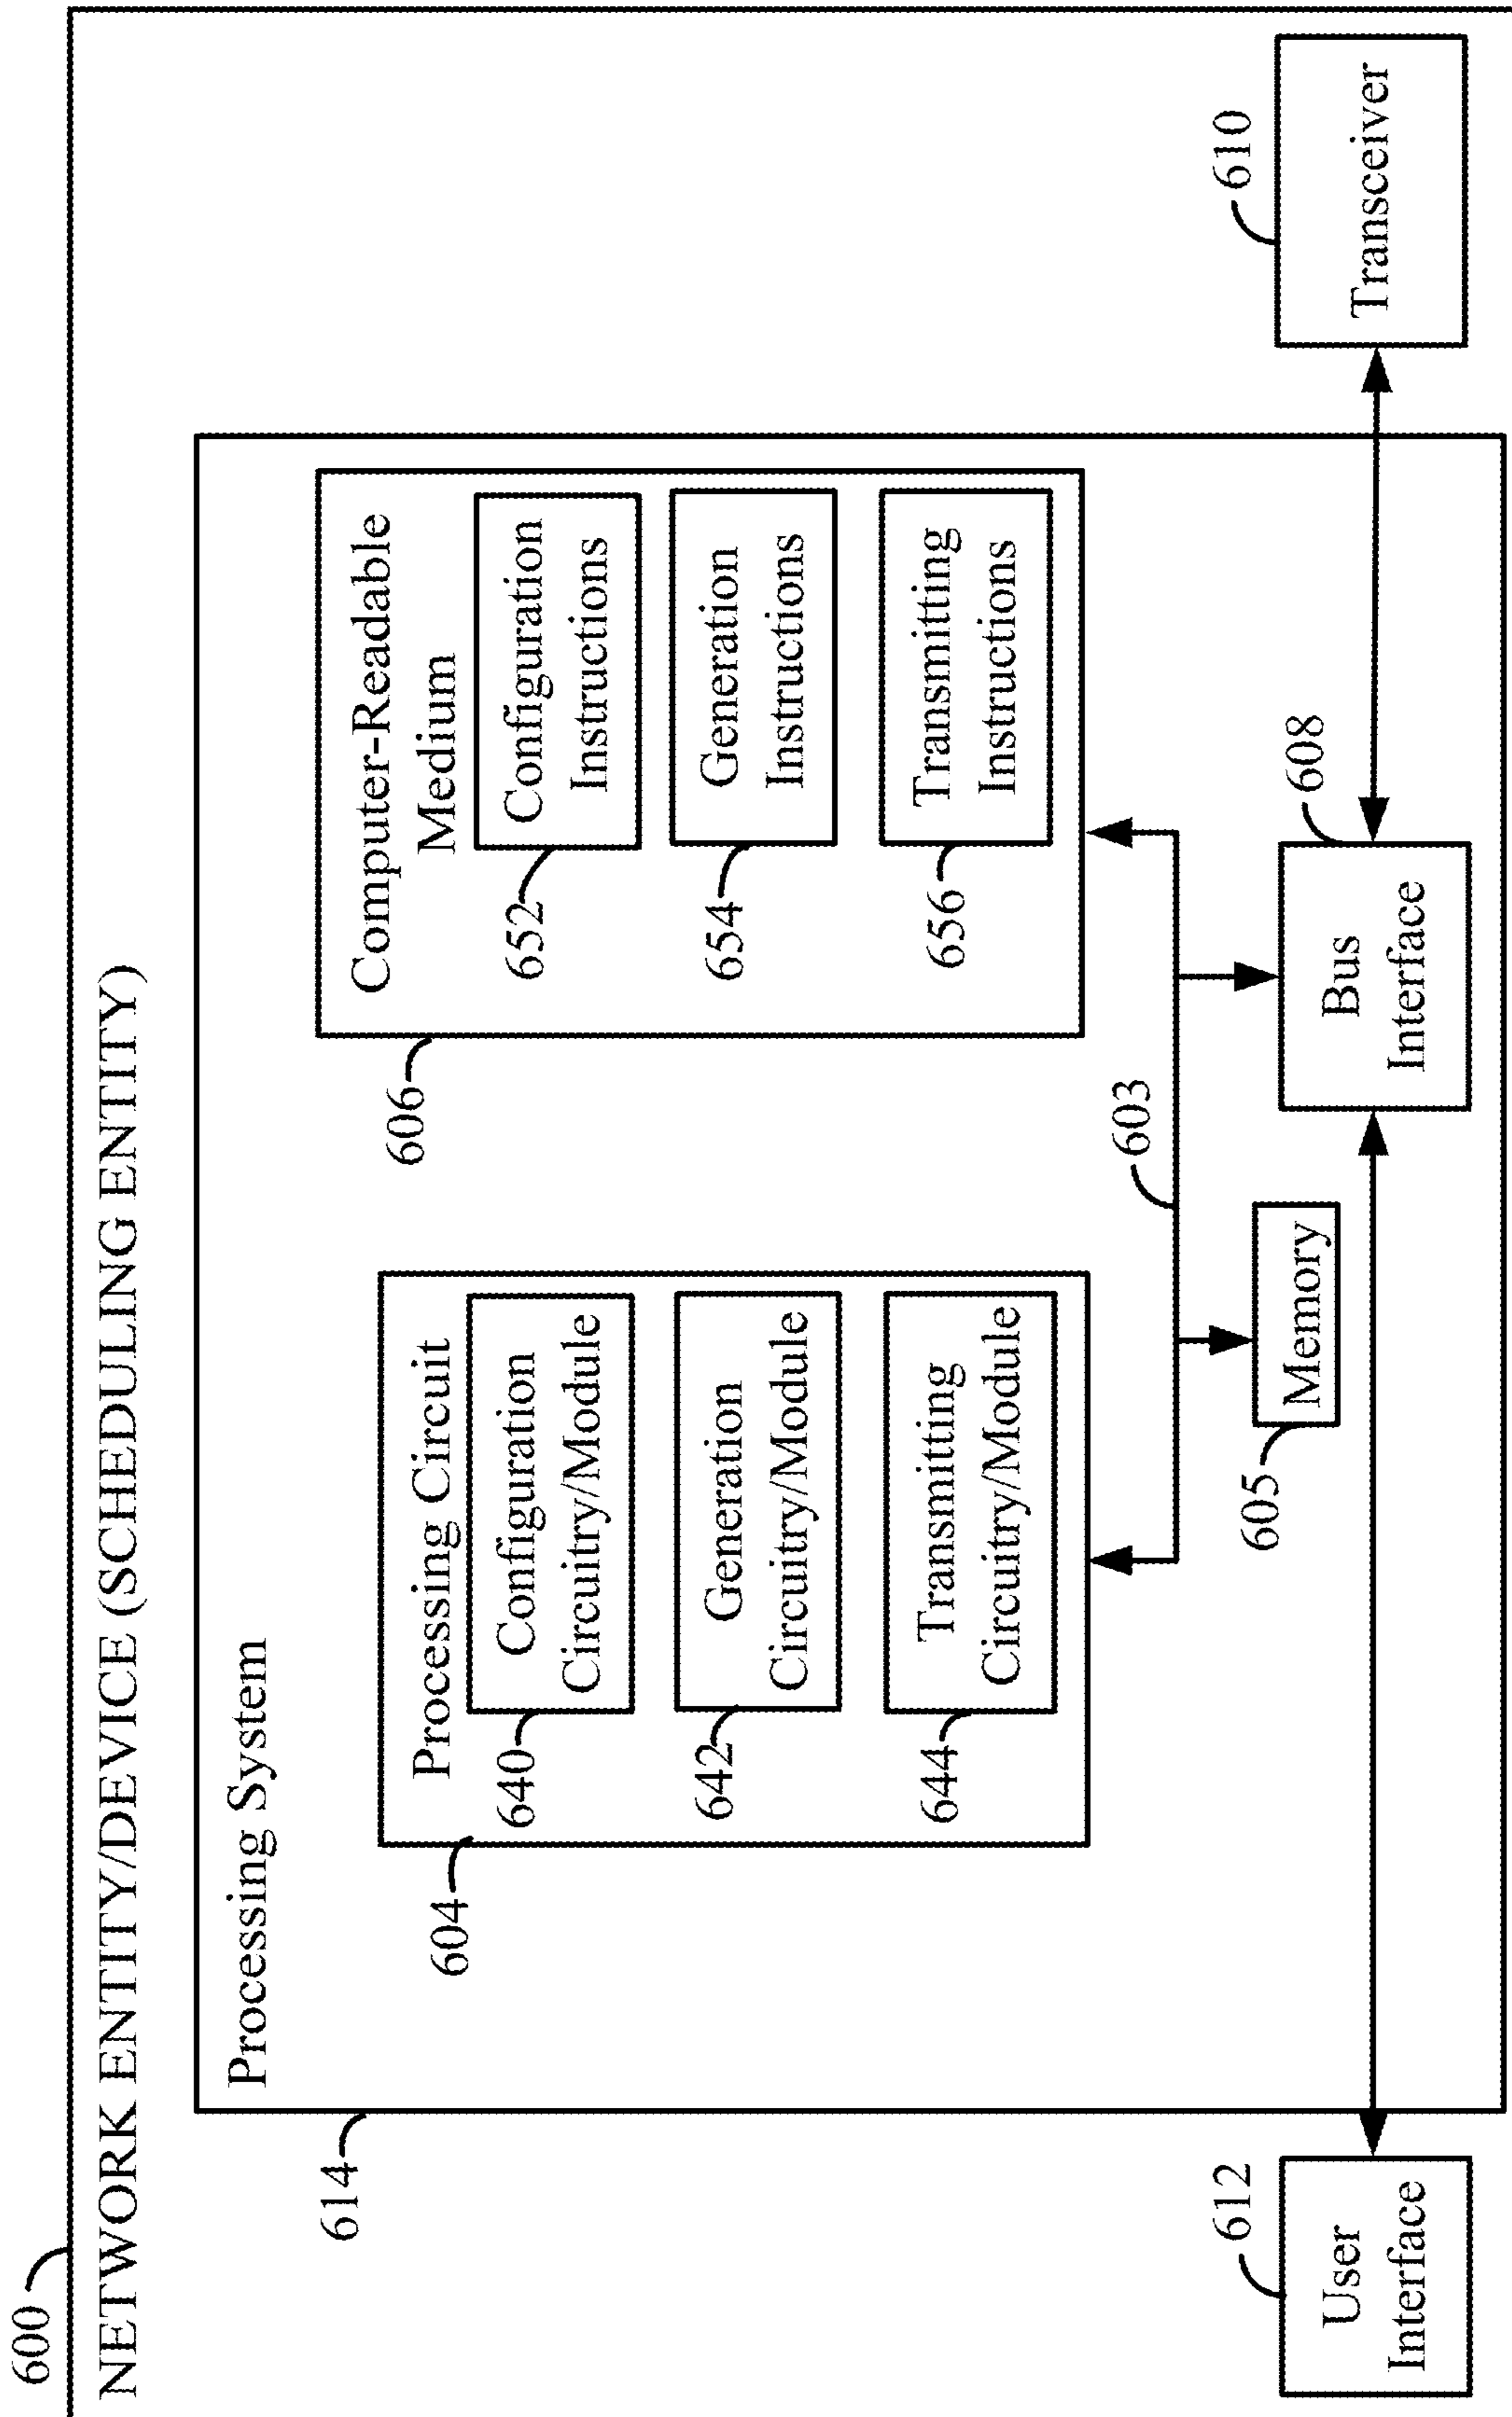 600
NETWORK ENTITY/DEVICE (SCHEDULING ENTITY)
Processing System
614
Processing Circuit
604
Configuration
Circuitry/Module
640
Generation
Circuitry/Module
642
Transmitting
Circuitry/Module
644
Computer-Readable
Medium
606
Configuration
Instructions
652
Generation
Instructions
654
Transmitting
Instructions
656
603
Memory
605
Bus
Interface
608
User
Interface
612
Transceiver
610